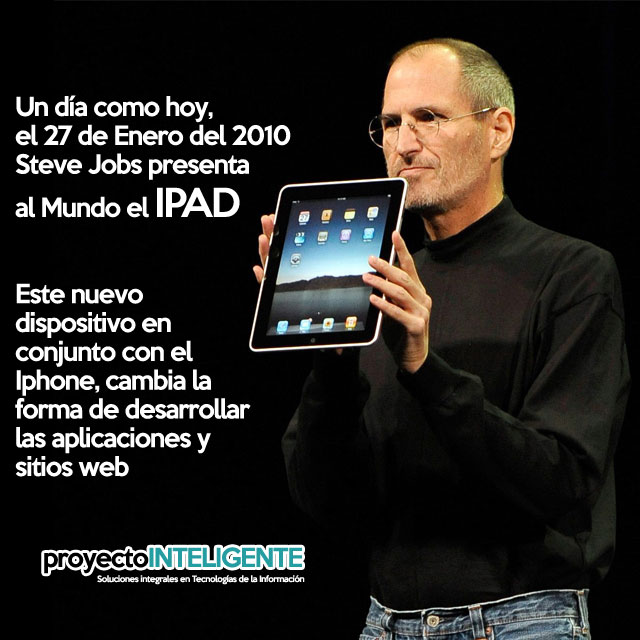 Un día como hoy,
el 27 de Enero del 2010
Steve Jobs presenta
al Mundo el IPAD
Este nuevo
dispositivo en
conjunto con el
Iphone, cambia la
forma de desarrollar
las aplicaciones y
sitios web
proyectoINTELIGENTE
Soluciones integrales en Tecnologías de la Información